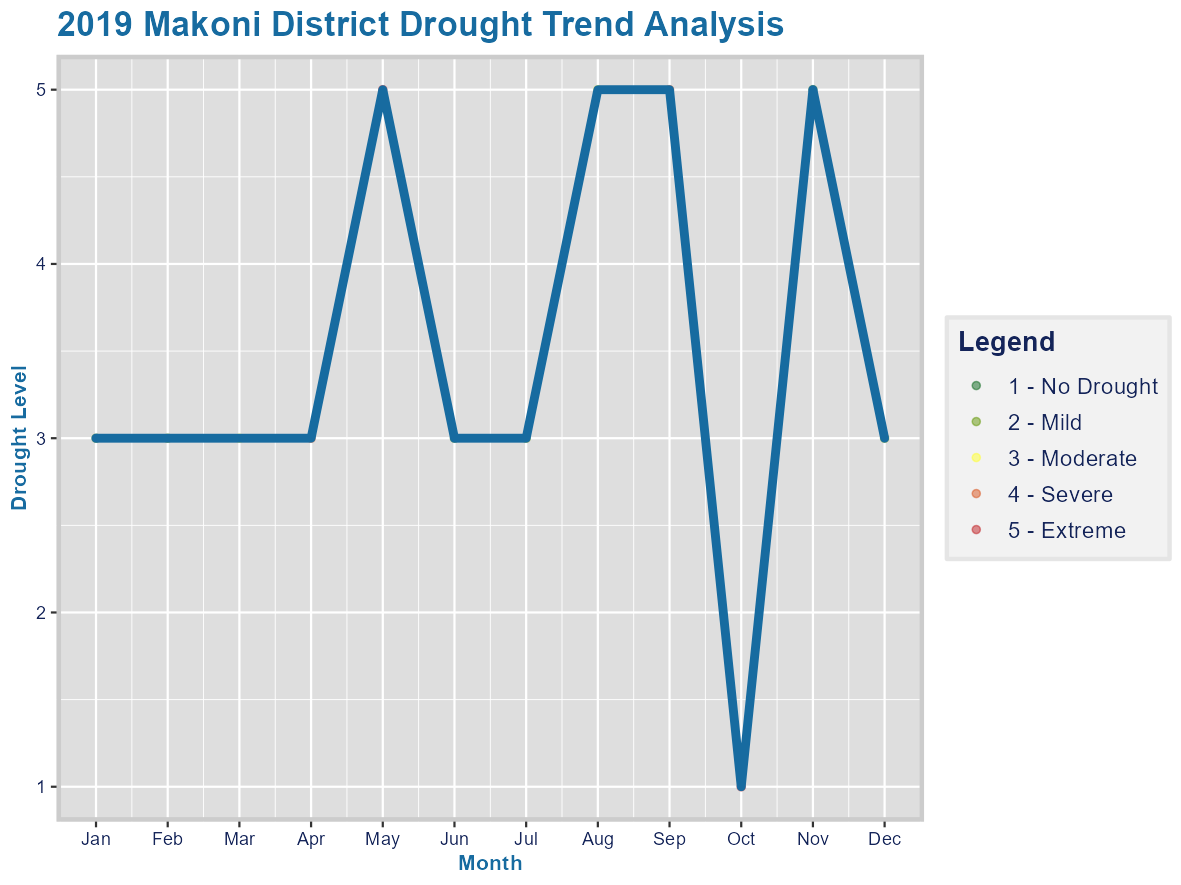 2019 Makoni District Drought Trend Analysis
Drought Level
5
4
3
2
1
Jan Feb Mar Apr May Jun Jul Aug Sep Oct Nov Dec
Month
Legend
1 - No Drought
2 - Mild
3 - Moderate
4 - Severe
5 - Extreme